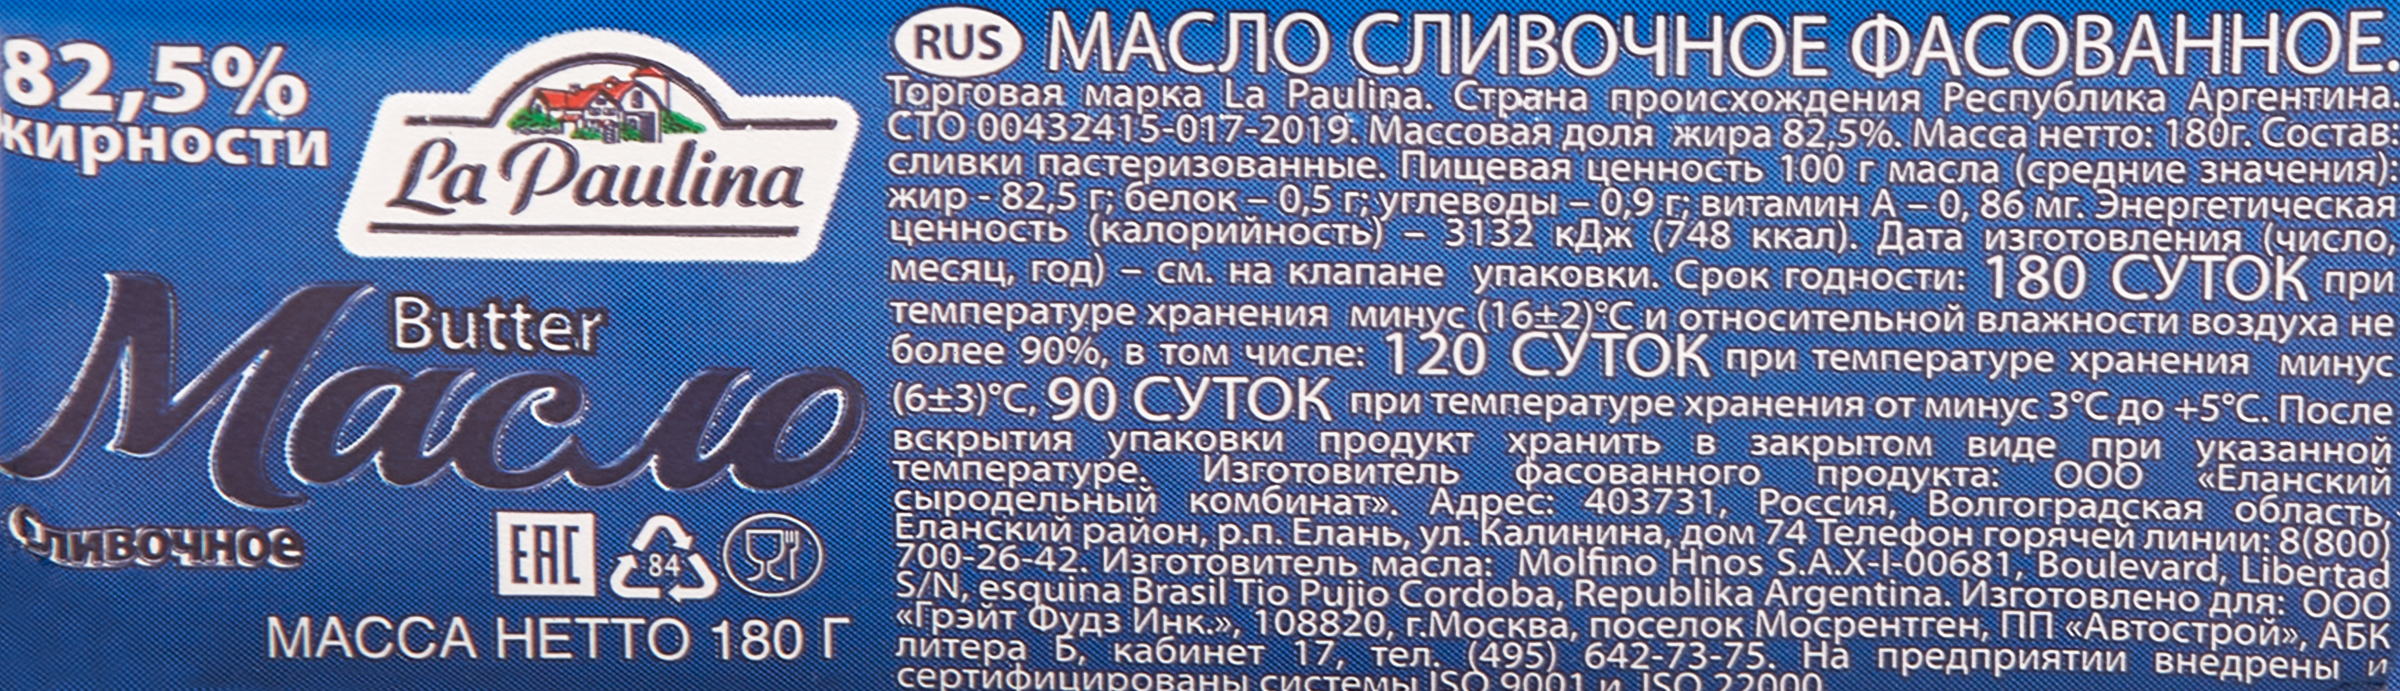 82,5%
жирности
La Paulina
Butter
Масло
Сливочное
ЕАС
84
МАССА НЕТТО 180 Г
RUS МАСЛО СЛИВОЧНОЕ ФАСОВАННОЕ.
Торговая марка La Paulina. Страна происхождения Республика Аргентина.
СТО 00432415-017-2019. Массовая доля жира 82,5%. Масса нетто: 180г. Состав:
сливки пастеризованные. Пищевая ценность 100 г масла (средние значения):
жир - 82,5 г; белок – 0,5 г; углеводы – 0,9 г; витамин А – 0, 86 мг. Энергетическая
ценность (калорийность) – 3132 кДж (748 ккал). Дата изготовления (число,
месяц, год) – см. на клапане упаковки. Срок годности: 180 СУТОК при
температуре хранения минус (16±2)°С и относительной влажности воздуха не
более 90%, в том числе: 120 СУТОК при температуре хранения минус
(6±3)°С, 90 СУТОК при температуре хранения от минус 3°С до +5°С. После
вскрытия упаковки продукт хранить в закрытом виде при указанной
температуре. Изготовитель фасованного продукта: ООО «Еланский
сыродельный комбинат». Адрес: 403731, Россия, Волгоградская область,
Еланский район, р.п. Елань, ул. Калинина, дом 74 Телефон горячей линии: 8(800)
700-26-42. Изготовитель масла: Molfino Hnos S.A.X-I-00681, Boulevard, Libertad
S/N, esquina Brasil Tio Pujio Cordoba, Republika Argentina. Изготовлено для: ООО
«Грэйт Фудз Инк.», 108820, г.Москва, поселок Мосрентген, ПП «Автострой», АБК
литера Б, кабинет 17, тел. (495) 642-73-75. На предприятии внедрены и
сертифицированы системы ISO 9001 и ISO 22000